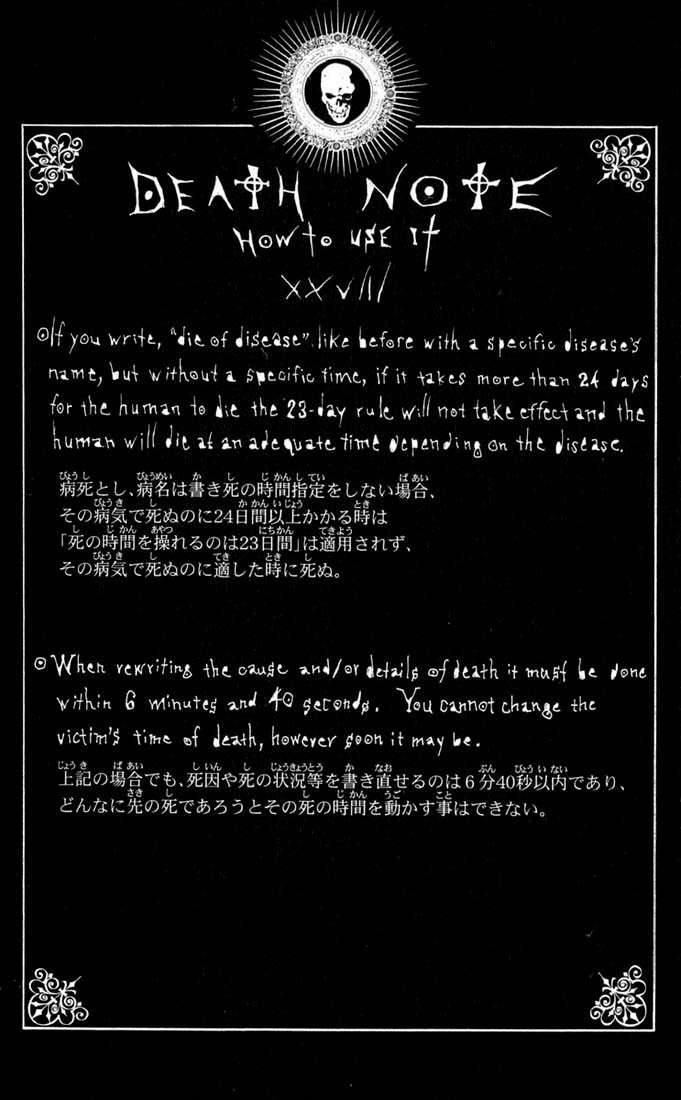 DEATH NOTE
HOW to USE It
XXVIII
If you write, "die of disease" like before with a specific disease's
name, but without a specific time, if it takes more than 24 days
for the human to die the 23-day rule will not take effect and the
human will die at an adequate time depending on the disease.
病死とし、病名は書き死の時間指定をしない場合、
その病気で死ぬのに24日間以上かかる時は
「死の時間を操れるのは23日間」は適用されず、
その病気で死ぬのに適した時に死ぬ。
When rewriting the cause and/or details of death it must be done
within 6 minutes and 40 seconds. You cannot change the
victim's time of death, however soon it may be.
上記の場合でも、死因や死の状況等を書き直せるのは6分40秒以内であり、
どんなに先の死であろうとその死の時間を動かす事はできない。